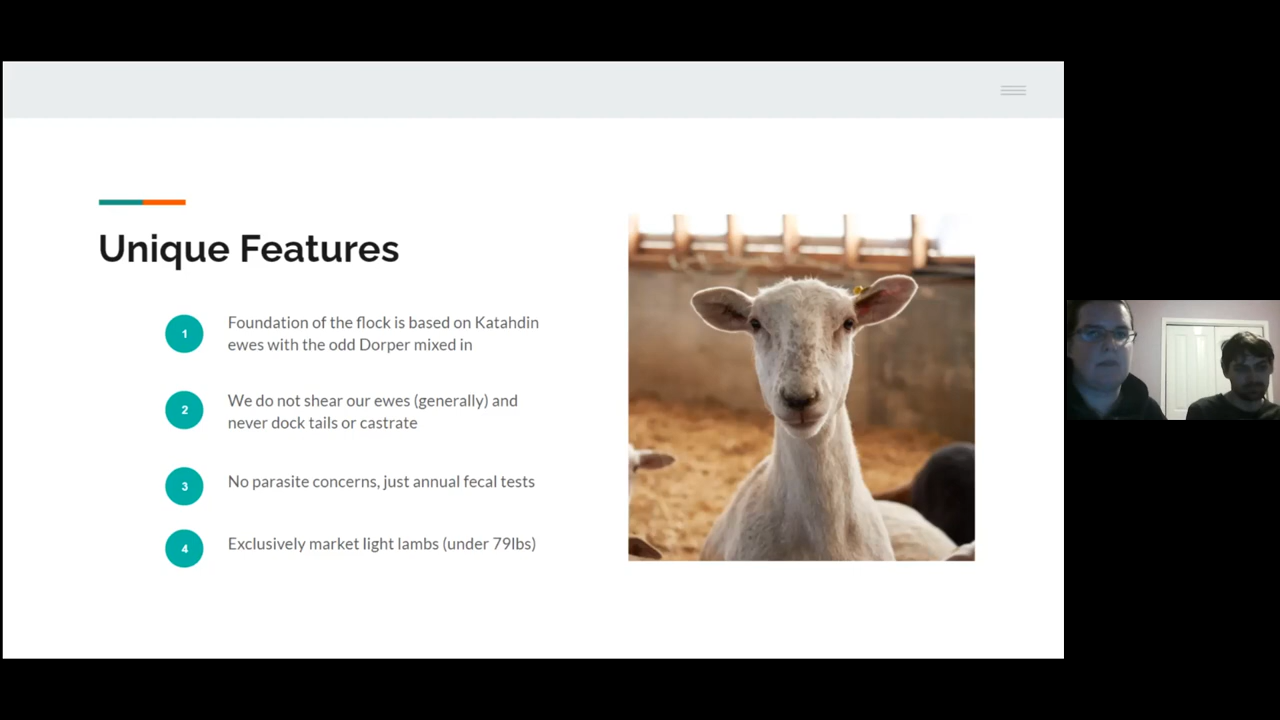 Unique Features
1
Foundation of the flock is based on Katahdin
ewes with the odd Dorper mixed in
2
We do not shear our ewes (generally) and
never dock tails or castrate
3
No parasite concerns, just annual fecal tests
4
Exclusively market light lambs (under 79lbs)